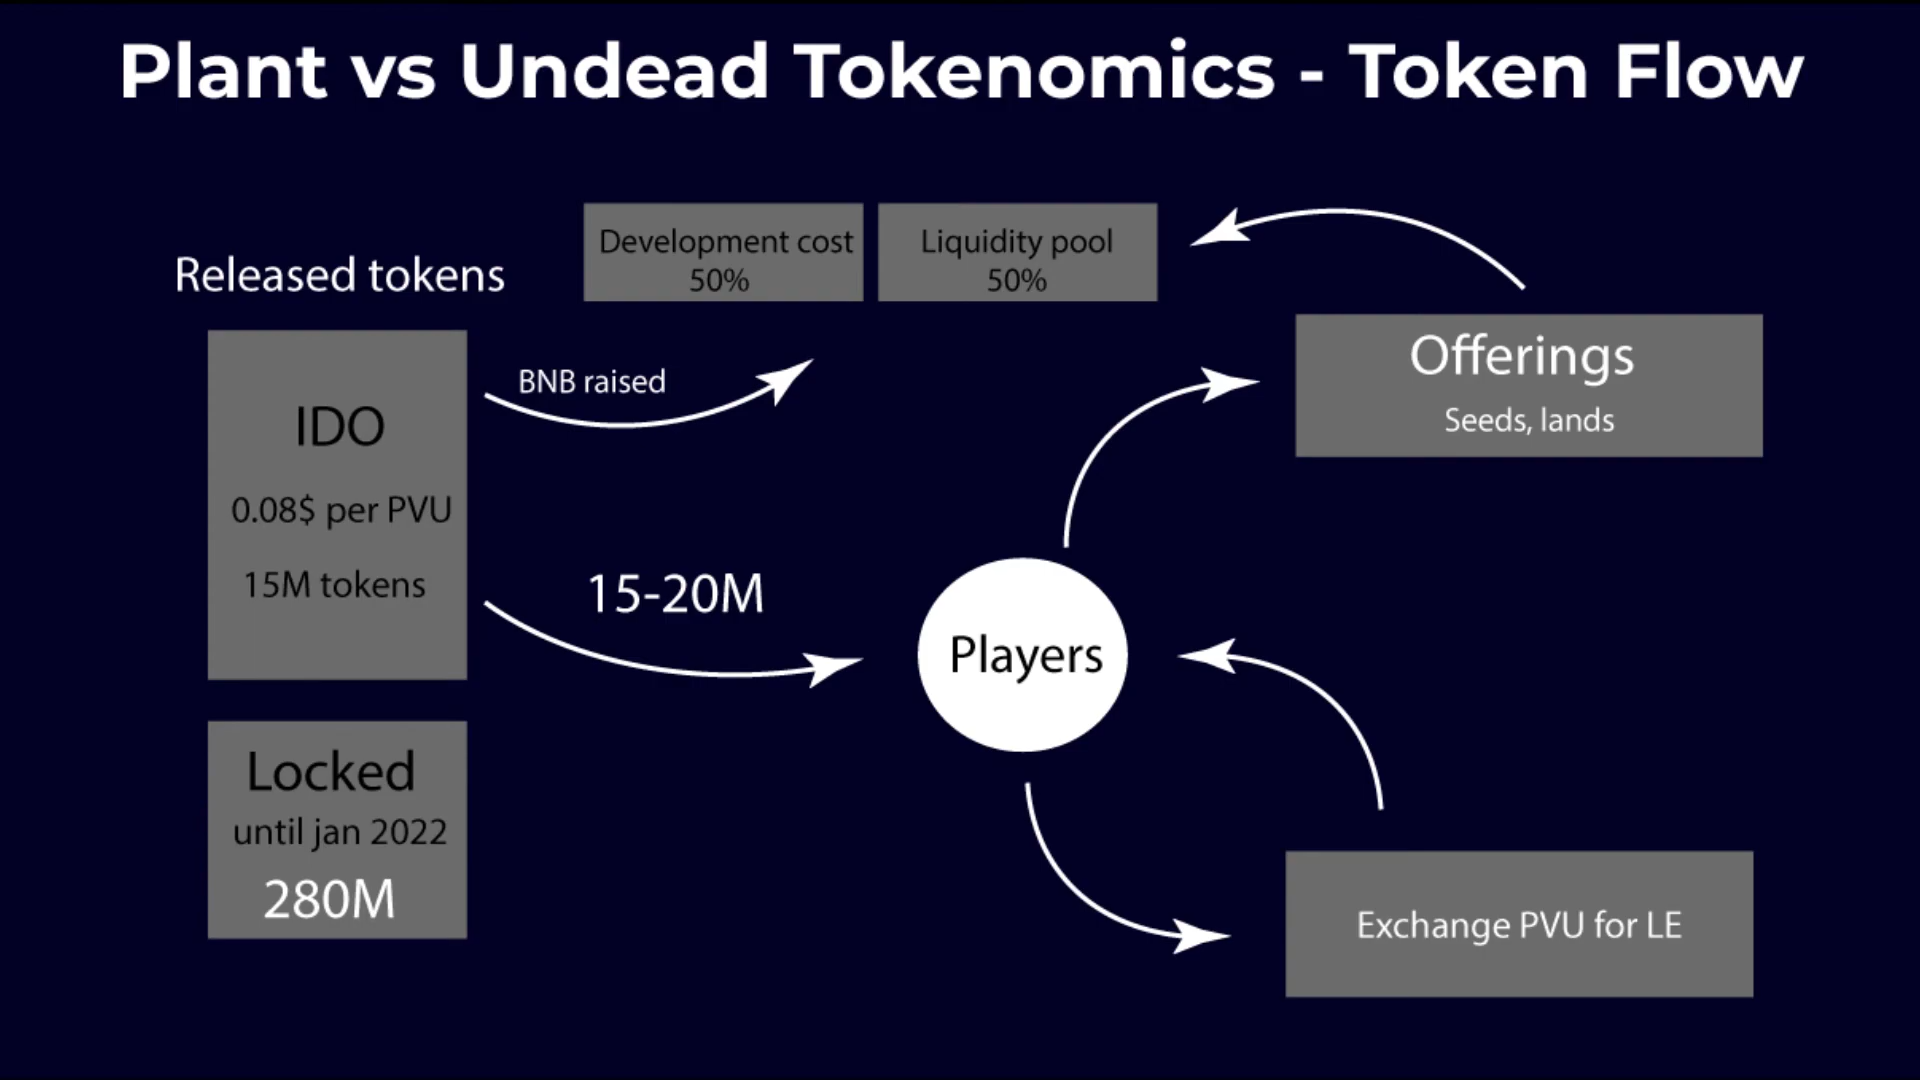 Plant vs Undead Tokenomics - Token Flow
Released tokens
Development cost
50%
Liquidity pool
50%
IDO
0.08$ per PVU
15M tokens
BNB raised
15-20M
Offerings
Seeds, lands
Players
Locked
until jan 2022
280M
Exchange PVU for LE